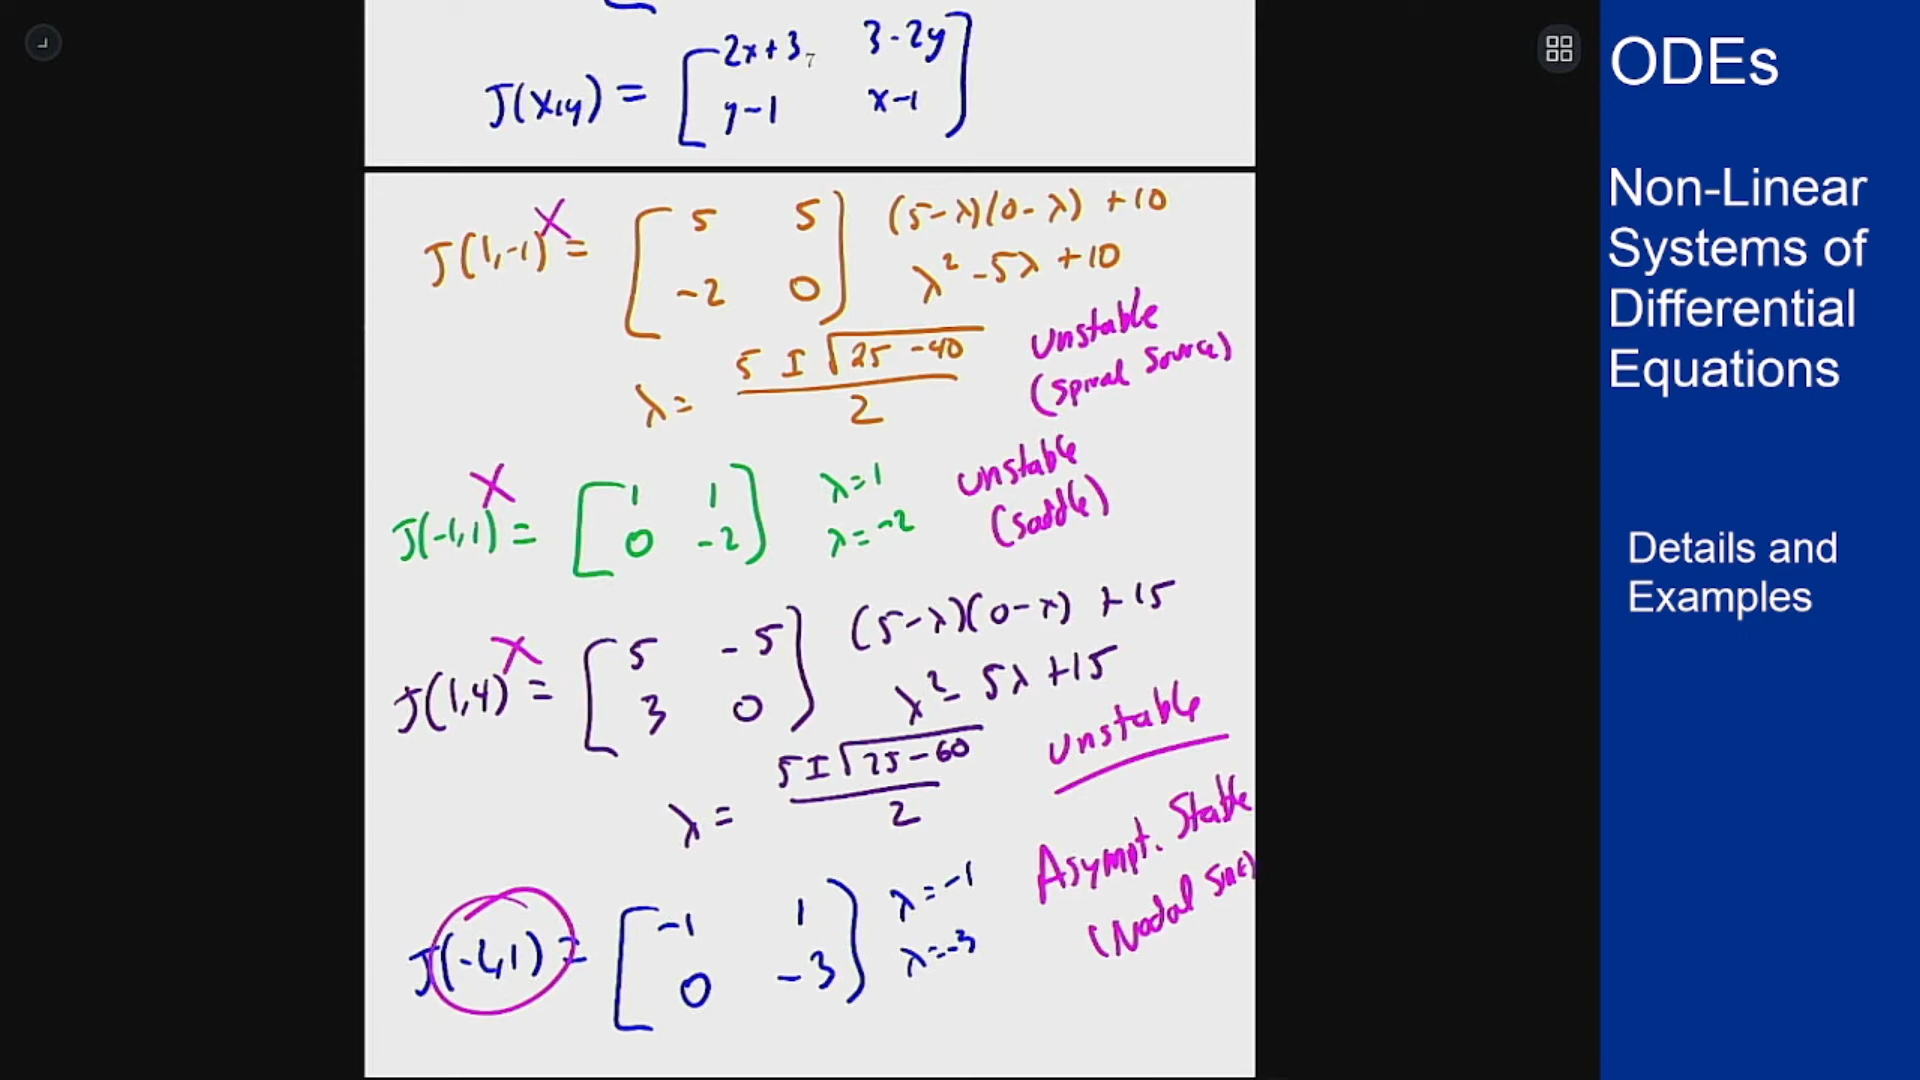 J(x,y) = [ 2x+3, 3-2y
y-1 x-1 ]
J(1,-1) = [ 5 5
-2 0 ] (5-λ)(0-λ) +10
λ² -5λ +10
λ = 5 ± √25 -40 / 2
Unstable
(spiral source)
J(-1,1) = [ 1 1
0 -2 ] λ=1
λ=-2
Unstable
(saddle)
J(1,4) = [ 5 -5
3 0 ] (5-λ)(0-λ) +15
λ² - 5λ +15
λ = 5 ± √25-60 / 2
Unstable
J( ,1) = [ -1 1
0 -3 ] λ=-1
λ=-3
Asympt. Stable
(Nodal
ODEs
Non-Linear
Systems of
Differential
Equations
Details and
Examples